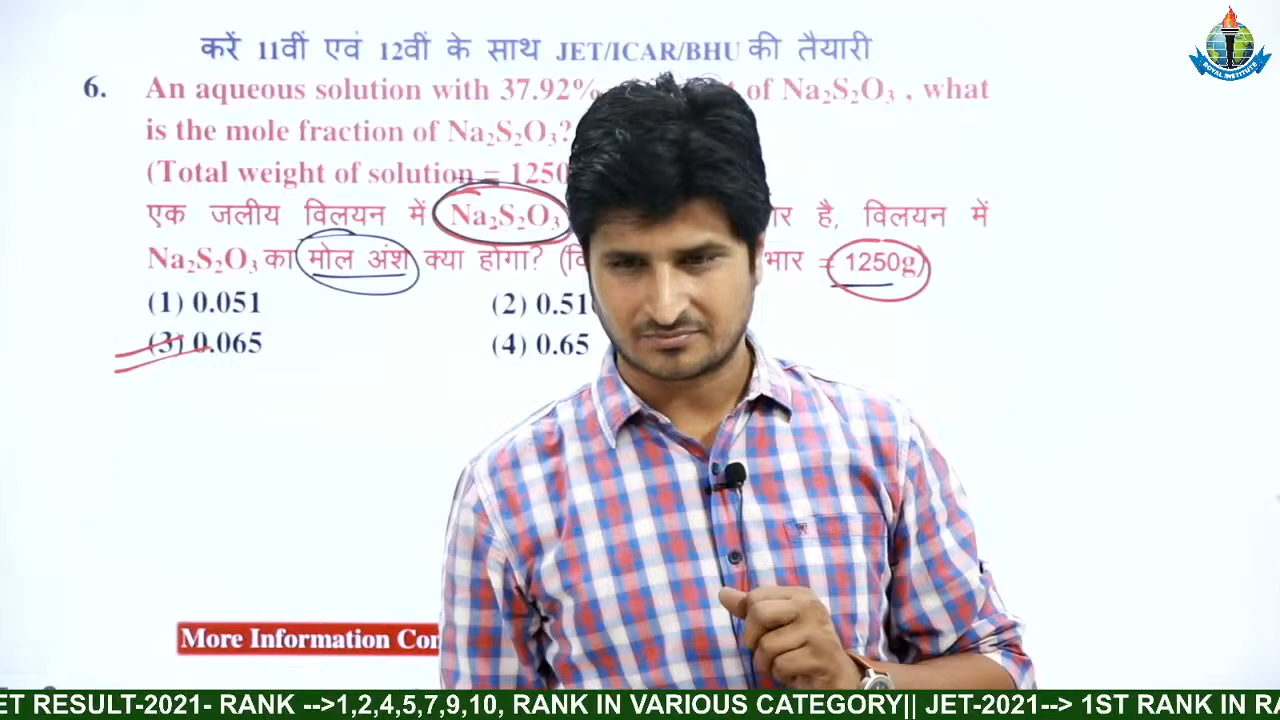 करें 11वीं एवं 12वीं के साथ JET/ICAR/BHU की तैयारी
6. An aqueous solution with 37.92% of Na₂S₂O₃ , what
is the mole fraction of Na₂S₂O₃?
(Total weight of solution = 1250
एक जलीय विलयन में Na₂S₂O₃ है, विलयन में
Na₂S₂O₃ का मोल अंश क्या होगा? भार = 1250g)
(1) 0.051 (2) 0.51
(3) 0.065 (4) 0.65
More Information
ROYAL INSTITUTE
RESULT-2021- RANK -->1,2,4,5,7,9,10, RANK IN VARIOUS CATEGORY|| JET-2021--> 1ST RANK IN